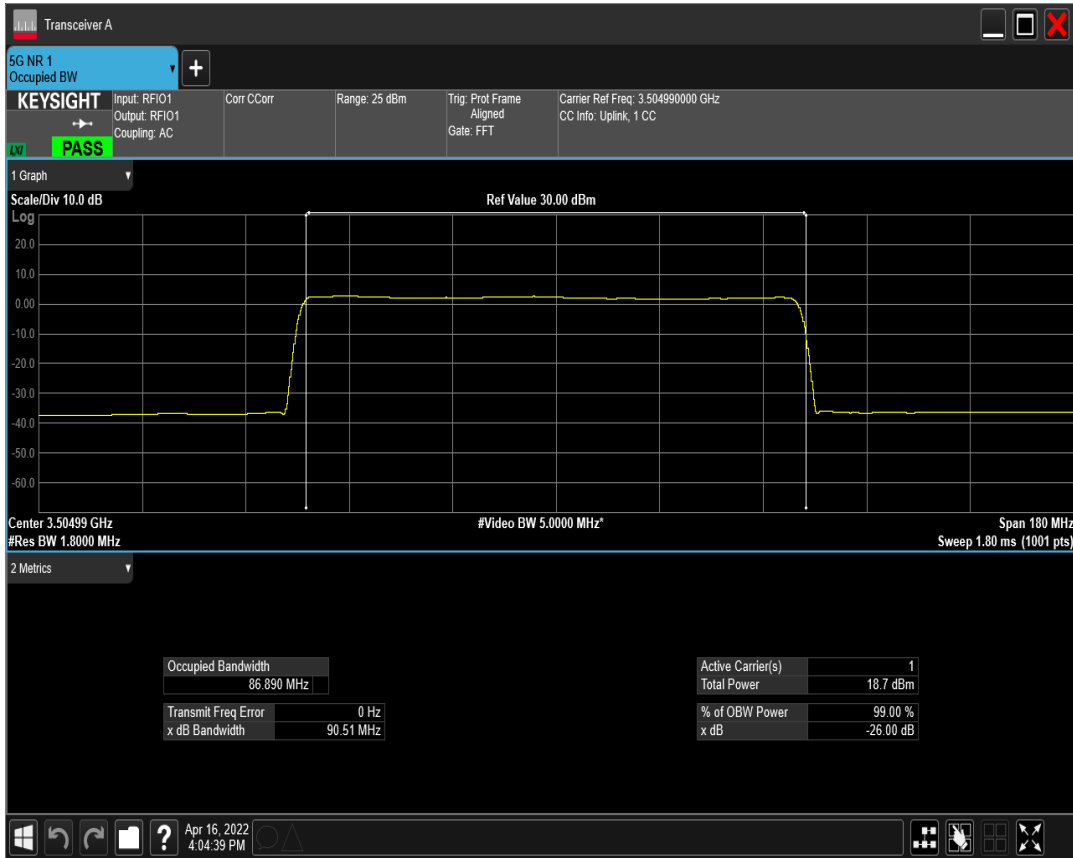 Transceiver A
5G NR 1
Occupied BW
KEYSIGHT
LXI
PASS
Input: RFIO1
Output: RFIO1
Coupling: AC
Corr CCorr
Range: 25 dBm
Trig: Prot Frame
Aligned
Gate: FFT
Carrier Ref Freq: 3.504990000 GHz
CC Info: Uplink, 1 CC
1 Graph
Scale/Div 10.0 dB
Ref Value 30.00 dBm
Log
20.0
10.0
0.00
-10.0
-20.0
-30.0
-40.0
-50.0
-60.0
Center 3.50499 GHz
#Video BW 5.0000 MHz*
Span 180 MHz
#Res BW 1.8000 MHz
Sweep 1.80 ms (1001 pts)
2 Metrics
Occupied Bandwidth
86.890 MHz
Transmit Freq Error 0 Hz
x dB Bandwidth 90.51 MHz
Active Carrier(s) 1
Total Power 18.7 dBm
% of OBW Power 99.00 %
x dB -26.00 dB
?
Apr 16, 2022
4:04:39 PM